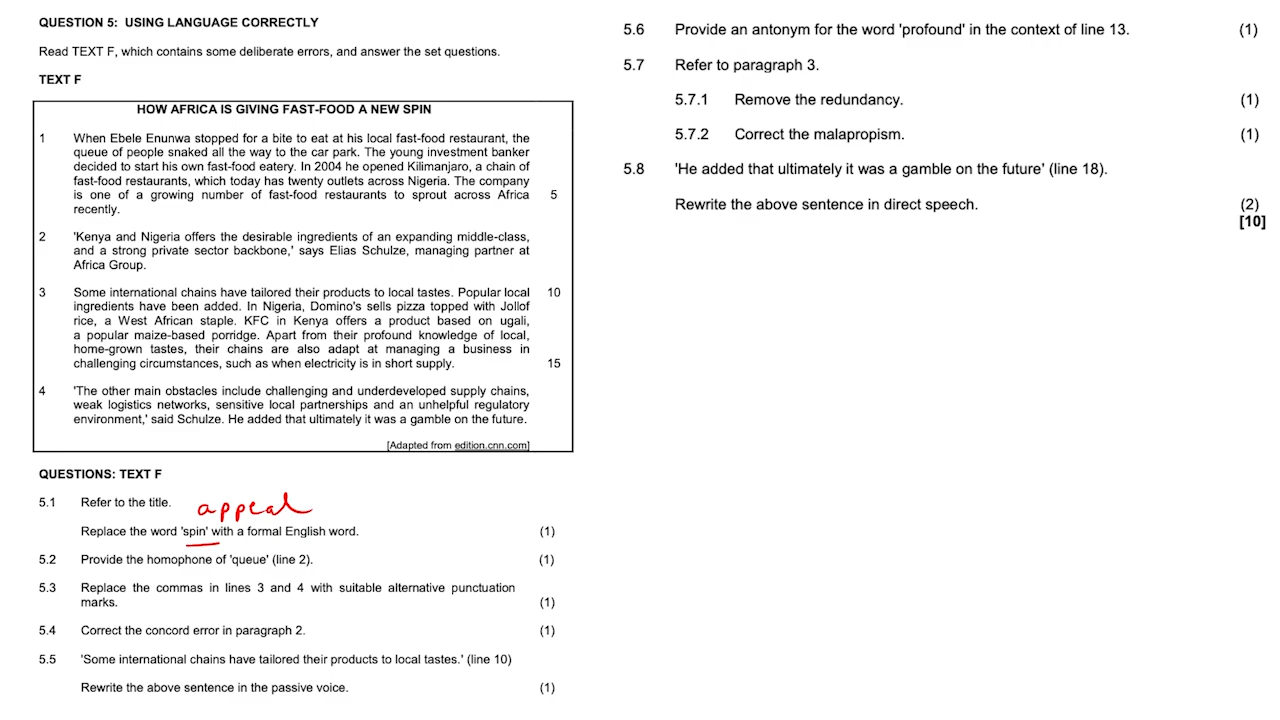 QUESTION 5: USING LANGUAGE CORRECTLY
Read TEXT F, which contains some deliberate errors, and answer the set questions.
TEXT F
HOW AFRICA IS GIVING FAST-FOOD A NEW SPIN
1 When Ebele Enunwa stopped for a bite to eat at his local fast-food restaurant, the
queue of people snaked all the way to the car park. The young investment banker
decided to start his own fast-food eatery. In 2004 he opened Kilimanjaro, a chain of
fast-food restaurants, which today has twenty outlets across Nigeria. The company
is one of a growing number of fast-food restaurants to sprout across Africa 5
recently.
2 'Kenya and Nigeria offers the desirable ingredients of an expanding middle-class,
and a strong private sector backbone,' says Elias Schulze, managing partner at
Africa Group.
3 Some international chains have tailored their products to local tastes. Popular local 10
ingredients have been added. In Nigeria, Domino's sells pizza topped with Jollof
rice, a West African staple. KFC in Kenya offers a product based on ugali,
a popular maize-based porridge. Apart from their profound knowledge of local,
home-grown tastes, their chains are also adapt at managing a business in
challenging circumstances, such as when electricity is in short supply. 15
4 'The other main obstacles include challenging and underdeveloped supply chains,
weak logistics networks, sensitive local partnerships and an unhelpful regulatory
environment,' said Schulze. He added that ultimately it was a gamble on the future.
[Adapted from edition.cnn.com]
QUESTIONS: TEXT F
5.1 Refer to the title.
appeal
Replace the word 'spin' with a formal English word. (1)
5.2 Provide the homophone of 'queue' (line 2). (1)
5.3 Replace the commas in lines 3 and 4 with suitable alternative punctuation
marks. (1)
5.4 Correct the concord error in paragraph 2. (1)
5.5 'Some international chains have tailored their products to local tastes.' (line 10)
Rewrite the above sentence in the passive voice. (1)
5.6 Provide an antonym for the word 'profound' in the context of line 13. (1)
5.7 Refer to paragraph 3.
5.7.1 Remove the redundancy. (1)
5.7.2 Correct the malapropism. (1)
5.8 'He added that ultimately it was a gamble on the future' (line 18).
Rewrite the above sentence in direct speech. (2)
[10]